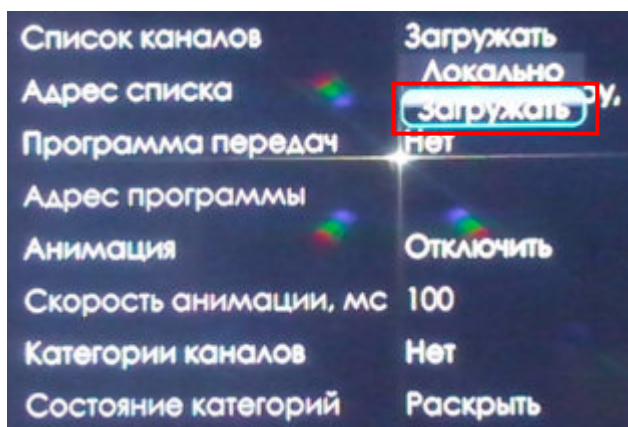 Список каналов Загружать
Локально
Адрес списка
Загружать
Программа передач Нет
Адрес программы
Анимация Отключить
Скорость анимации, мс 100
Категории каналов Нет
Состояние категорий Раскрыть